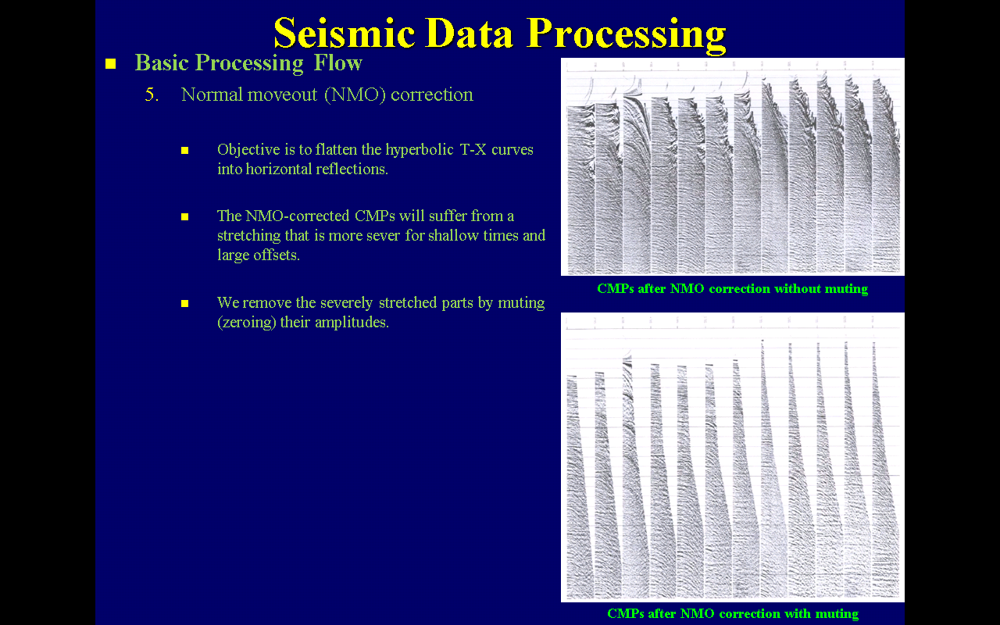 Seismic Data Processing
Basic Processing Flow
5. Normal moveout (NMO) correction
Objective is to flatten the hyperbolic T-X curves
into horizontal reflections.
The NMO-corrected CMPs will suffer from a
stretching that is more sever for shallow times and
large offsets.
We remove the severely stretched parts by muting
(zeroing) their amplitudes.
CMPs after NMO correction without muting
CMPs after NMO correction with muting